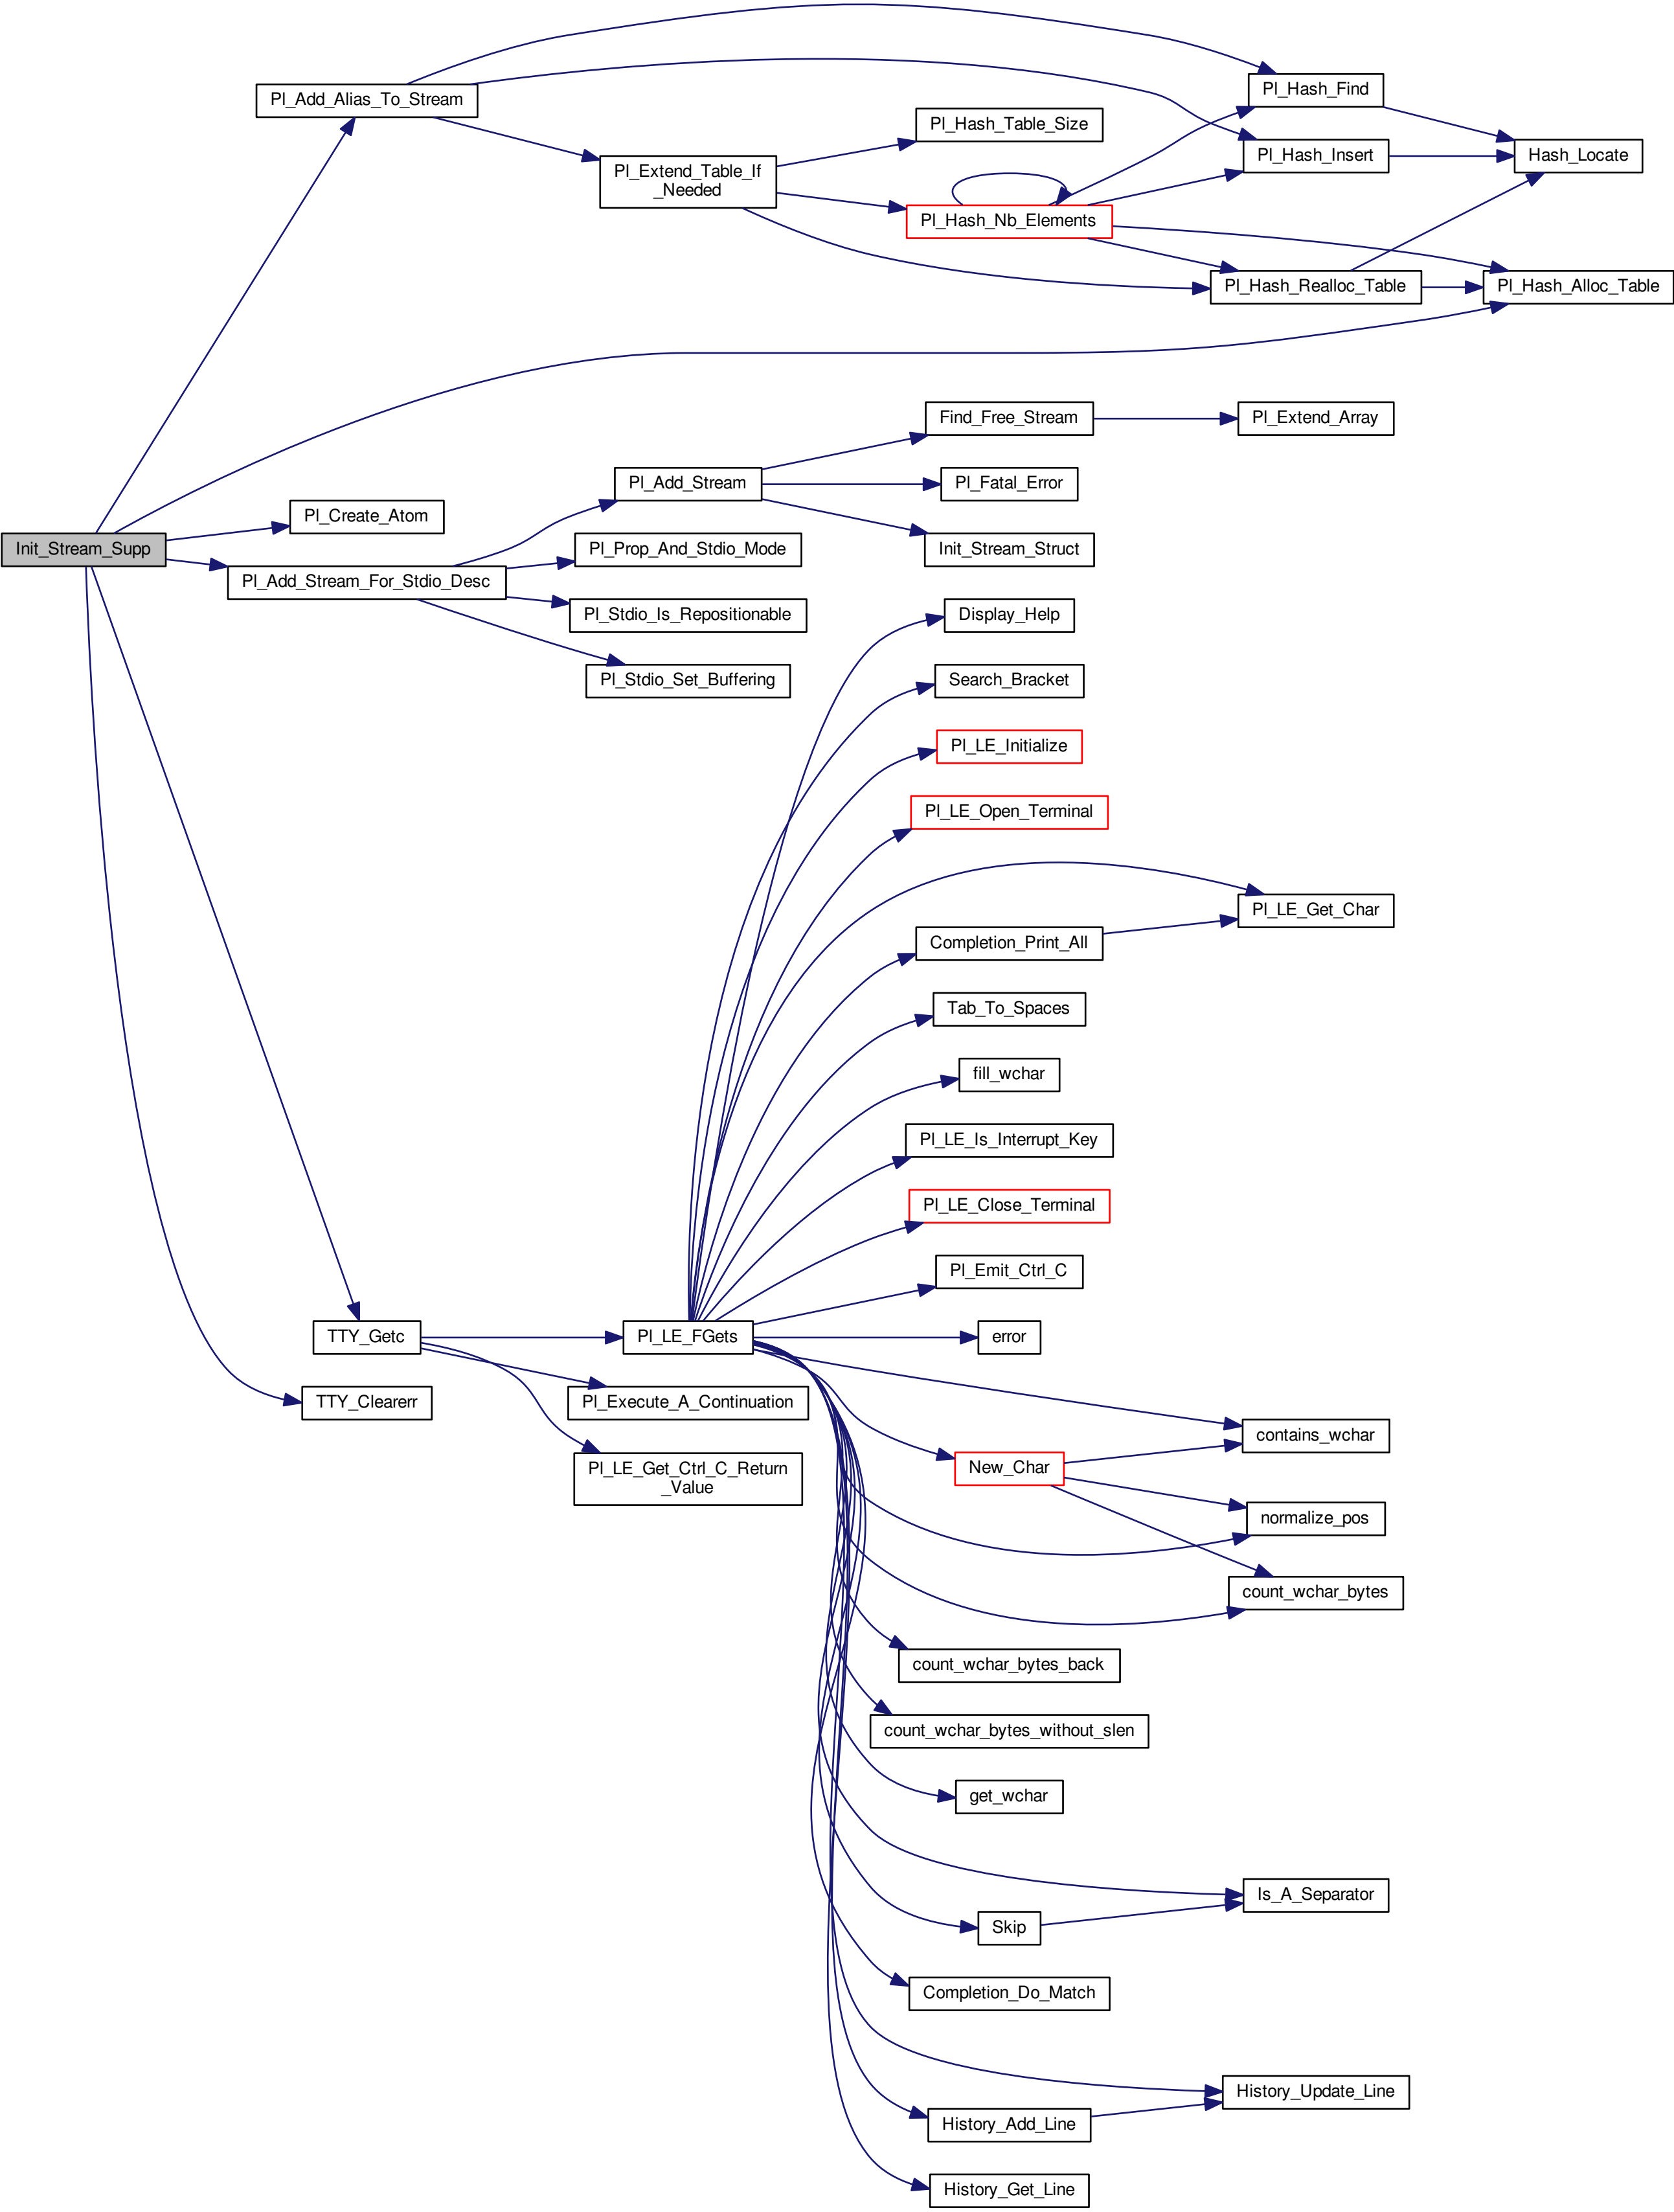 Pl_Add_Alias_To_Stream
Pl_Hash_Find
Pl_Hash_Table_Size
Pl_Hash_Insert
Hash_Locate
Pl_Extend_Table_If
_Needed
Pl_Hash_Nb_Elements
Pl_Hash_Realloc_Table
Pl_Hash_Alloc_Table
Find_Free_Stream
Pl_Extend_Array
Pl_Add_Stream
Pl_Fatal_Error
Pl_Create_Atom
Init_Stream_Supp
Pl_Prop_And_Stdio_Mode
Init_Stream_Struct
Pl_Add_Stream_For_Stdio_Desc
Pl_Stdio_Is_Repositionable
Display_Help
Pl_Stdio_Set_Buffering
Search_Bracket
Pl_LE_Initialize
Pl_LE_Open_Terminal
Pl_LE_Get_Char
Completion_Print_All
Tab_To_Spaces
fill_wchar
Pl_LE_Is_Interrupt_Key
Pl_LE_Close_Terminal
Pl_Emit_Ctrl_C
TTY_Getc
Pl_LE_FGets
error
TTY_Clearerr
Pl_Execute_A_Continuation
contains_wchar
Pl_LE_Get_Ctrl_C_Return
_Value
New_Char
normalize_pos
count_wchar_bytes
count_wchar_bytes_back
count_wchar_bytes_without_slen
get_wchar
Is_A_Separator
Skip
Completion_Do_Match
History_Update_Line
History_Add_Line
History_Get_Line